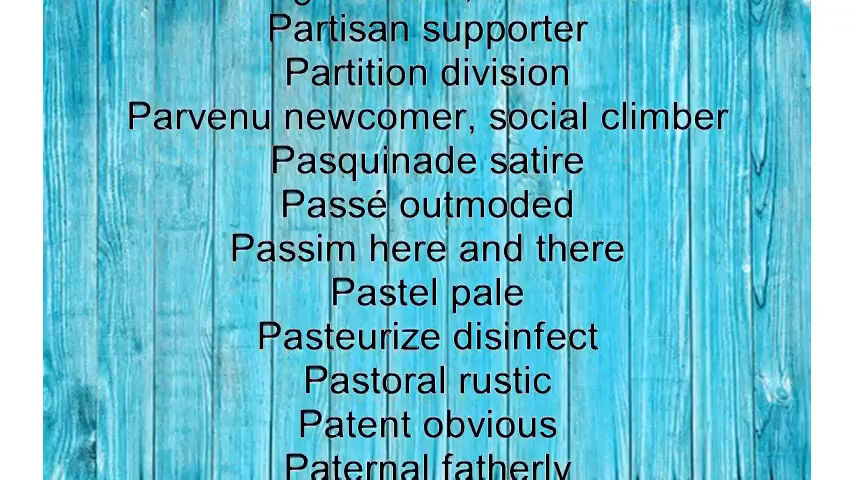 Partisan supporter
Partition division
Parvenu newcomer, social climber
Pasquinade satire
Passé outmoded
Passim here and there
Pastel pale
Pasteurize disinfect
Pastoral rustic
Patent obvious
Paternal fatherly